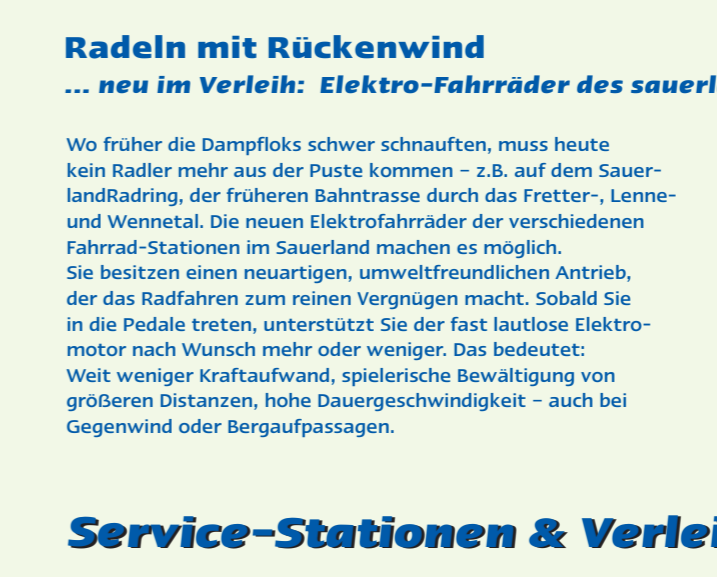 Radeln mit Rückenwind
... neu im Verleih: Elektro-Fahrräder des
Wo früher die Dampfloks schwer schnauften, muss heute
kein Radler mehr aus der Puste kommen – z.B. auf dem Sauer-
landRadring, der früheren Bahntrasse durch das Fretter-, Lenne-
und Wennetal. Die neuen Elektrofahrräder der verschiedenen
Fahrrad-Stationen im Sauerland machen es möglich.
Sie besitzen einen neuartigen, umweltfreundlichen Antrieb,
der das Radfahren zum reinen Vergnügen macht. Sobald Sie
in die Pedale treten, unterstützt Sie der fast lautlose Elektro-
motor nach Wunsch mehr oder weniger. Das bedeutet:
Weit weniger Kraftaufwand, spielerische Bewältigung von
größeren Distanzen, hohe Dauergeschwindigkeit – auch bei
Gegenwind oder Bergaufpassagen.
Service-Stationen &